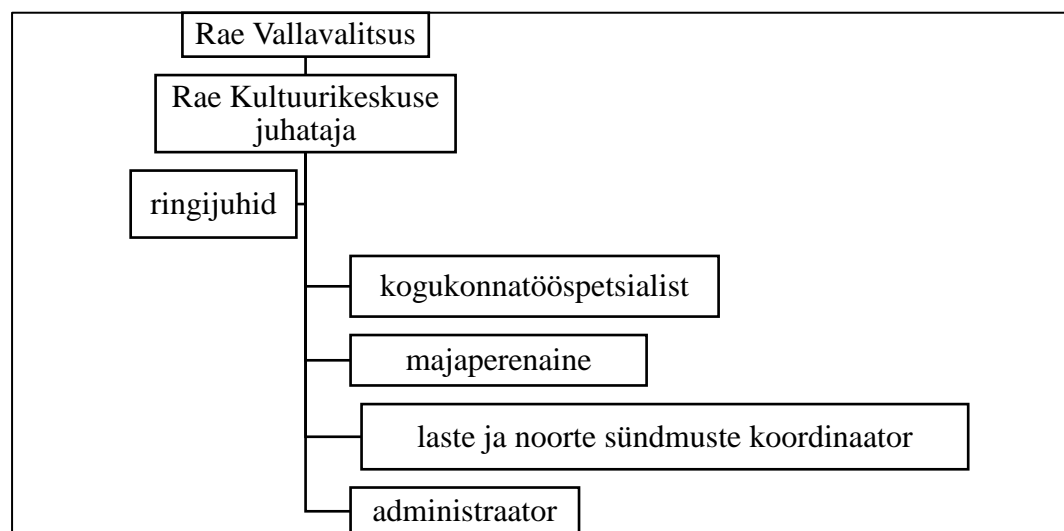 Rae Vallavalitsus
Rae Kultuurikeskuse
juhataja
ringijuhid
kogukonnatööspetsialist
majaperenaine
laste ja noorte sündmuste koordinaator
administraator